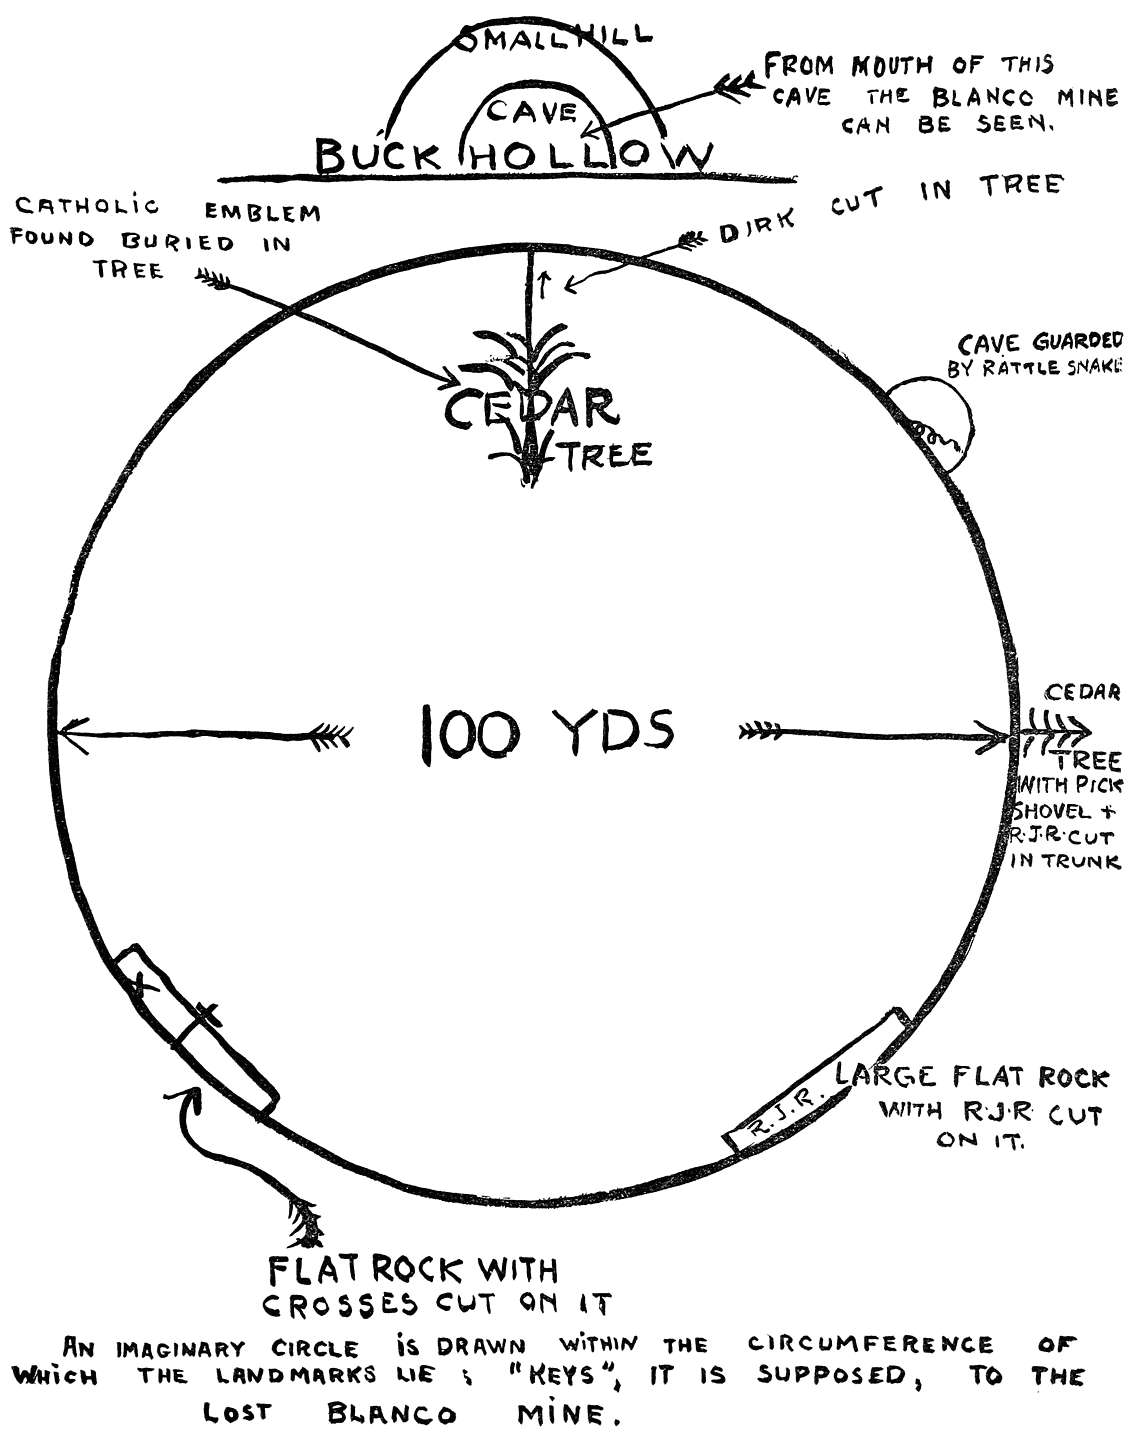 SMALL HILL
CAVE
BUCK HOLLOW
FROM MOUTH OF THIS
CAVE THE BLANCO MINE
CAN BE SEEN.
CATHOLIC EMBLEM
FOUND BURIED IN
TREE
DIRK CUT IN TREE
CEDAR
TREE
CAVE GUARDED
BY RATTLE SNAKE
100 YDS
CEDAR
TREE
WITH PICK
SHOVEL +
R.J.R. CUT
IN TRUNK
R.J.R.
LARGE FLAT ROCK
WITH R.J.R CUT
ON IT.
FLAT ROCK WITH
CROSSES CUT ON IT
AN IMAGINARY CIRCLE IS DRAWN WITHIN THE CIRCUMFERENCE OF
WHICH THE LANDMARKS LIE ; "KEYS", IT IS SUPPOSED, TO THE
LOST BLANCO MINE.